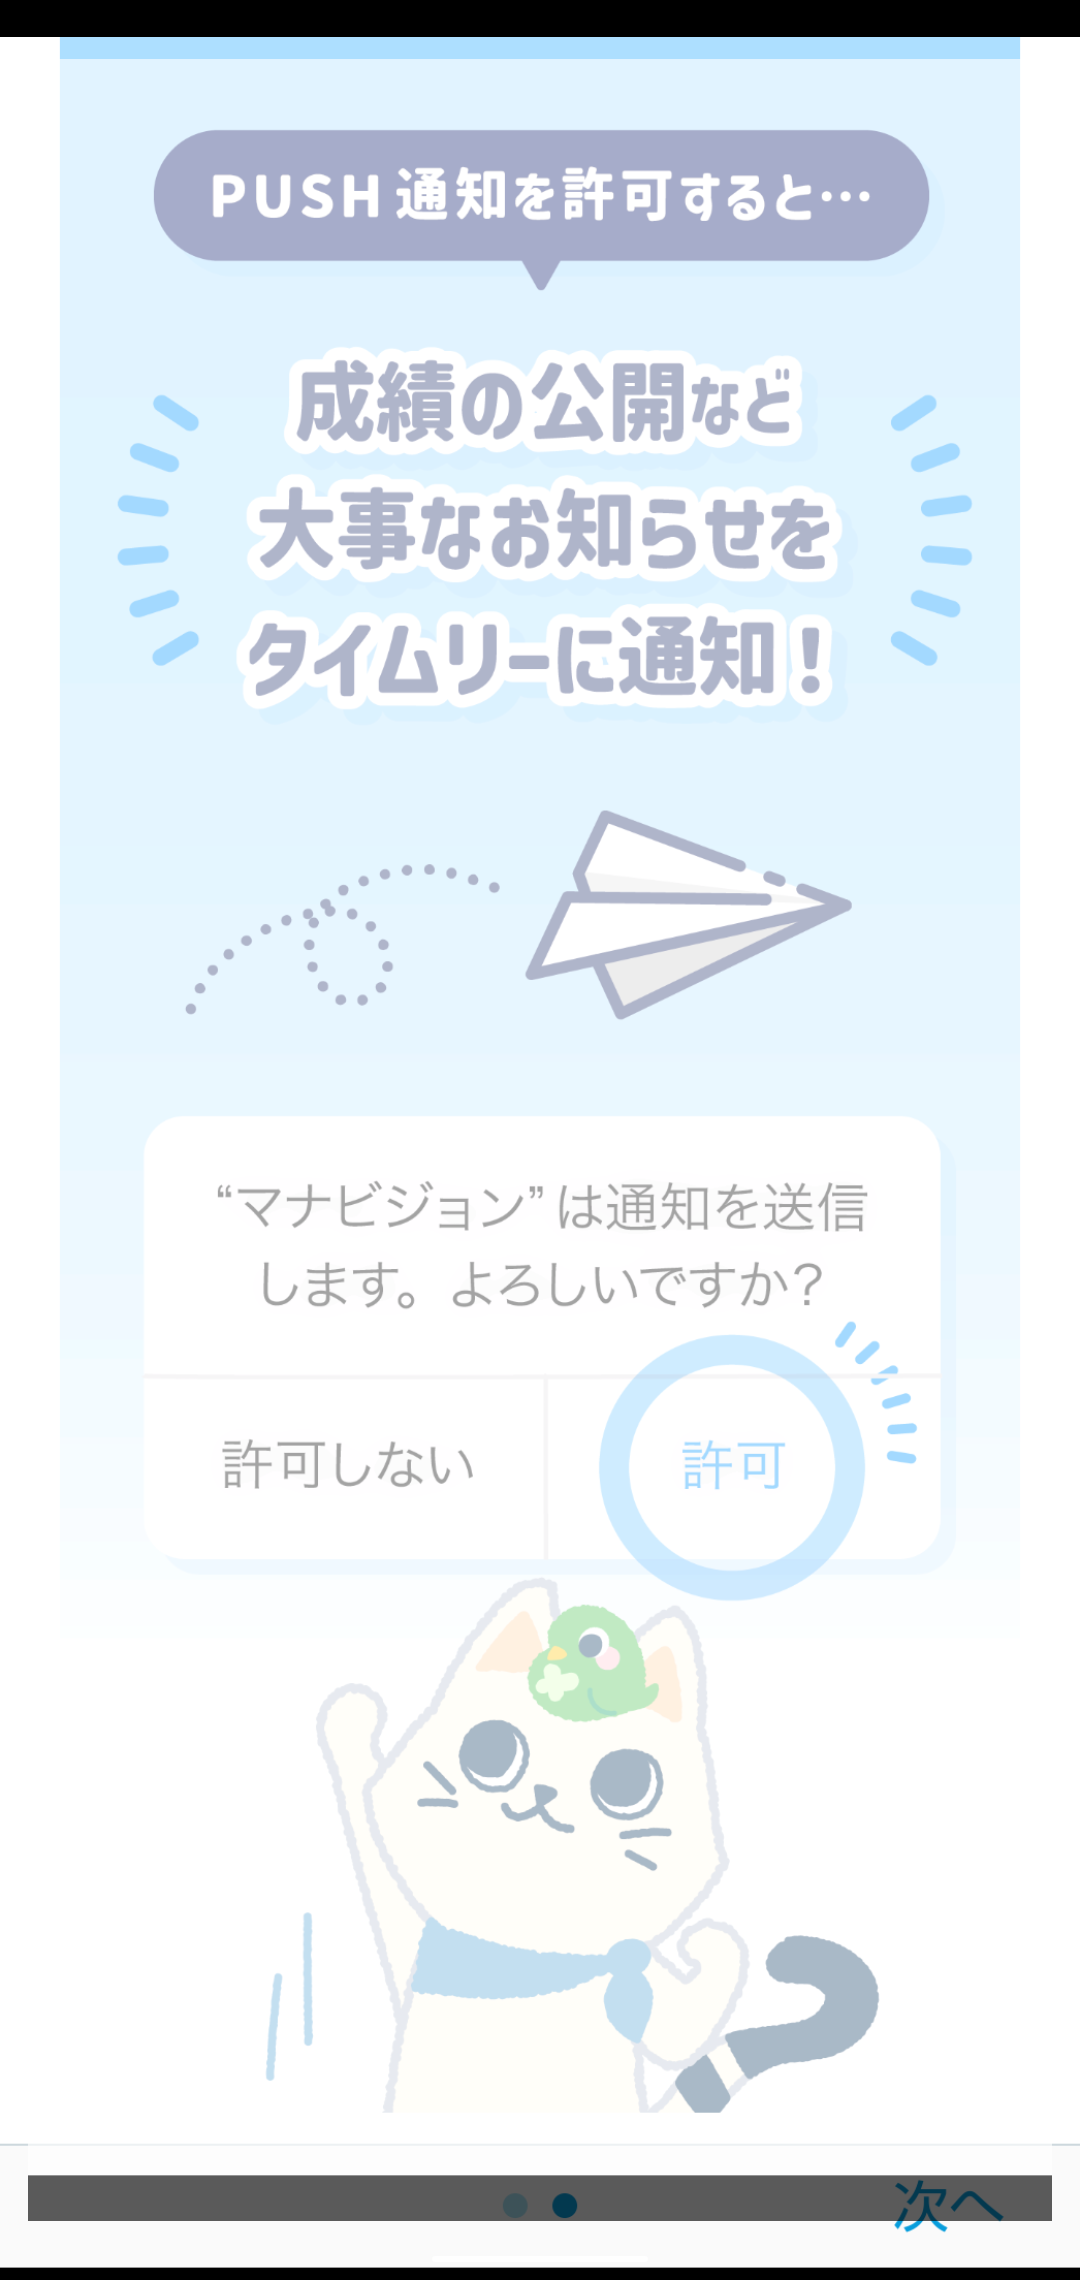 PUSH通知を許可すると…
成績の公開など
大事なお知らせを
タイムリーに通知！
“マナビジョン”は通知を送信
します。よろしいですか？
許可しない
許可
次へ